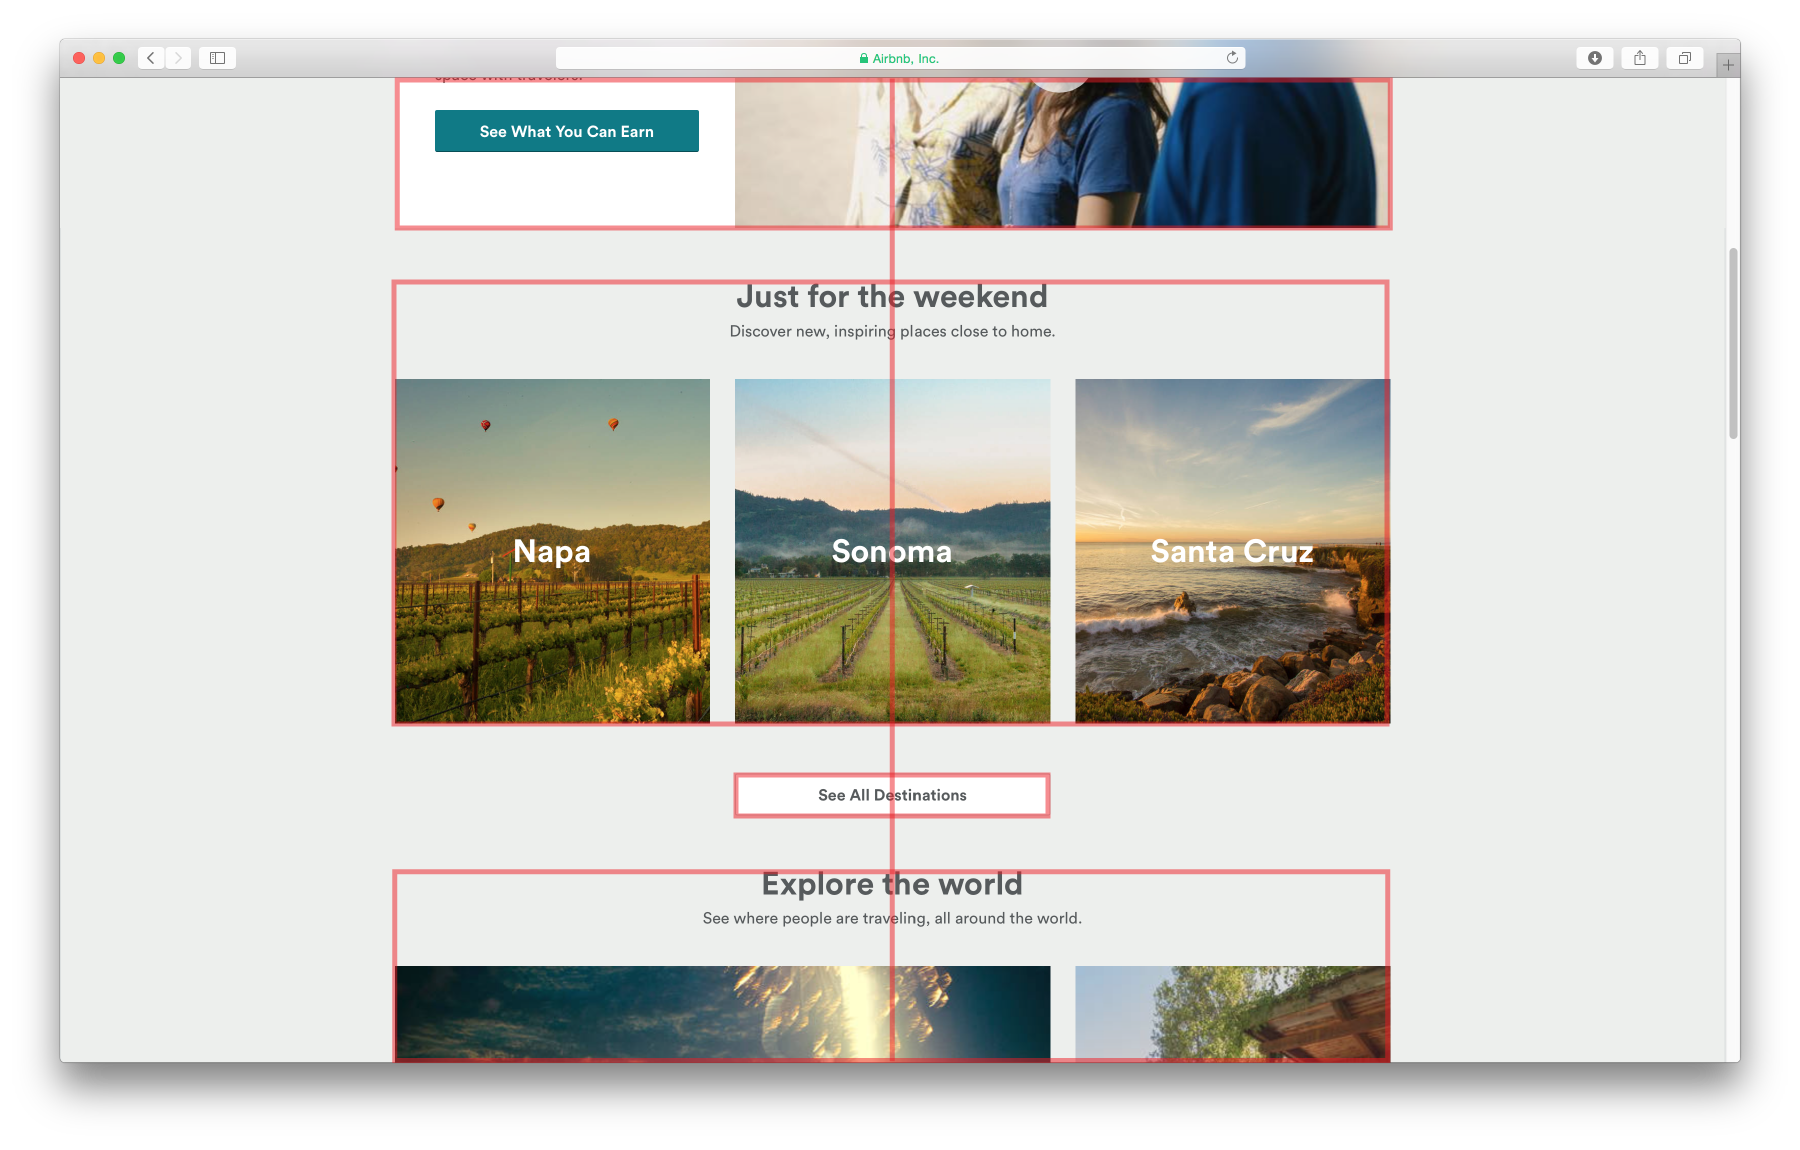 Airbnb, Inc.
space with travelers.
See What You Can Earn
Just for the weekend
Discover new, inspiring places close to home.
Napa
Sonoma
Santa Cruz
See All Destinations
Explore the world
See where people are traveling, all around the world.